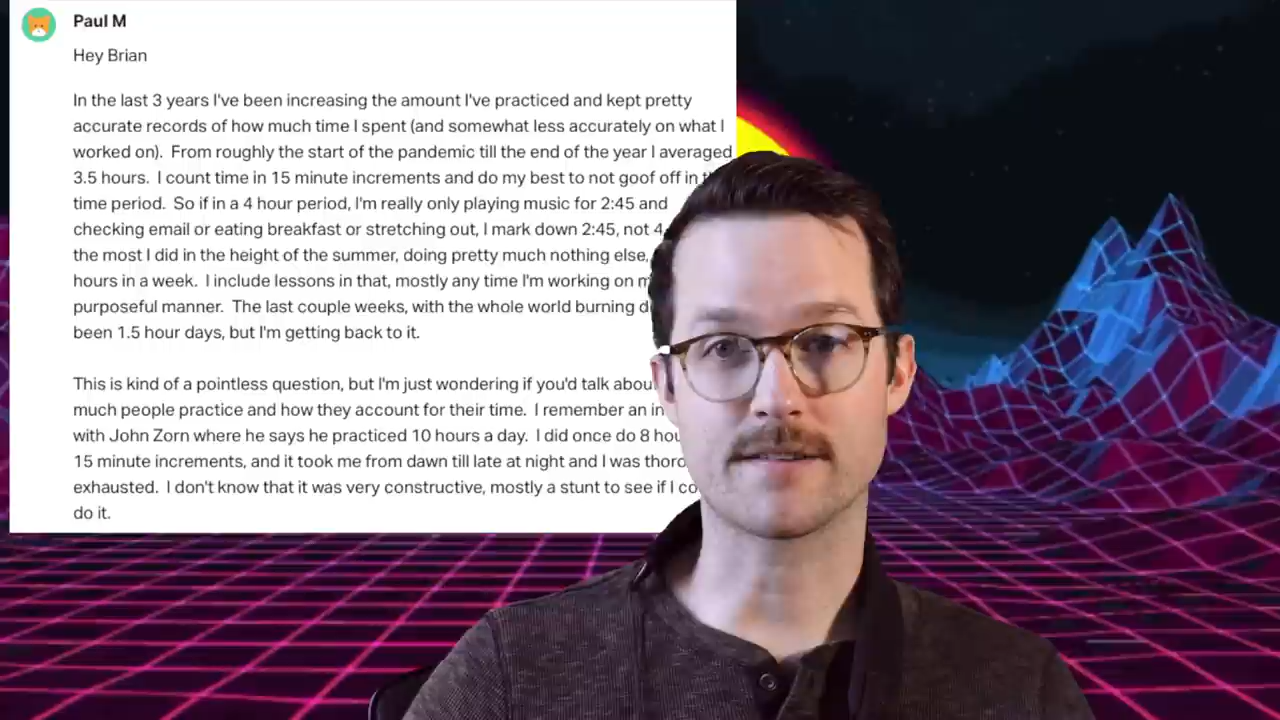 Paul M
Hey Brian
In the last 3 years I've been increasing the amount I've practiced and kept pretty
accurate records of how much time I spent (and somewhat less accurately on what I
worked on). From roughly the start of the pandemic till the end of the year I averaged
3.5 hours. I count time in 15 minute increments and do my best to not goof off in
time period. So if in a 4 hour period, I'm really only playing music for 2:45 and
checking email or eating breakfast or stretching out, I mark down 2:45, not 4
the most I did in the height of the summer, doing pretty much nothing else,
hours in a week. I include lessons in that, mostly any time I'm working on
purposeful manner. The last couple weeks, with the whole world burning
been 1.5 hour days, but I'm getting back to it.
This is kind of a pointless question, but I'm just wondering if you'd talk
much people practice and how they account for their time. I remember an
with John Zorn where he says he practiced 10 hours a day. I did once do 8
15 minute increments, and it took me from dawn till late at night and I was
exhausted. I don't know that it was very constructive, mostly a stunt to see if I
do it.